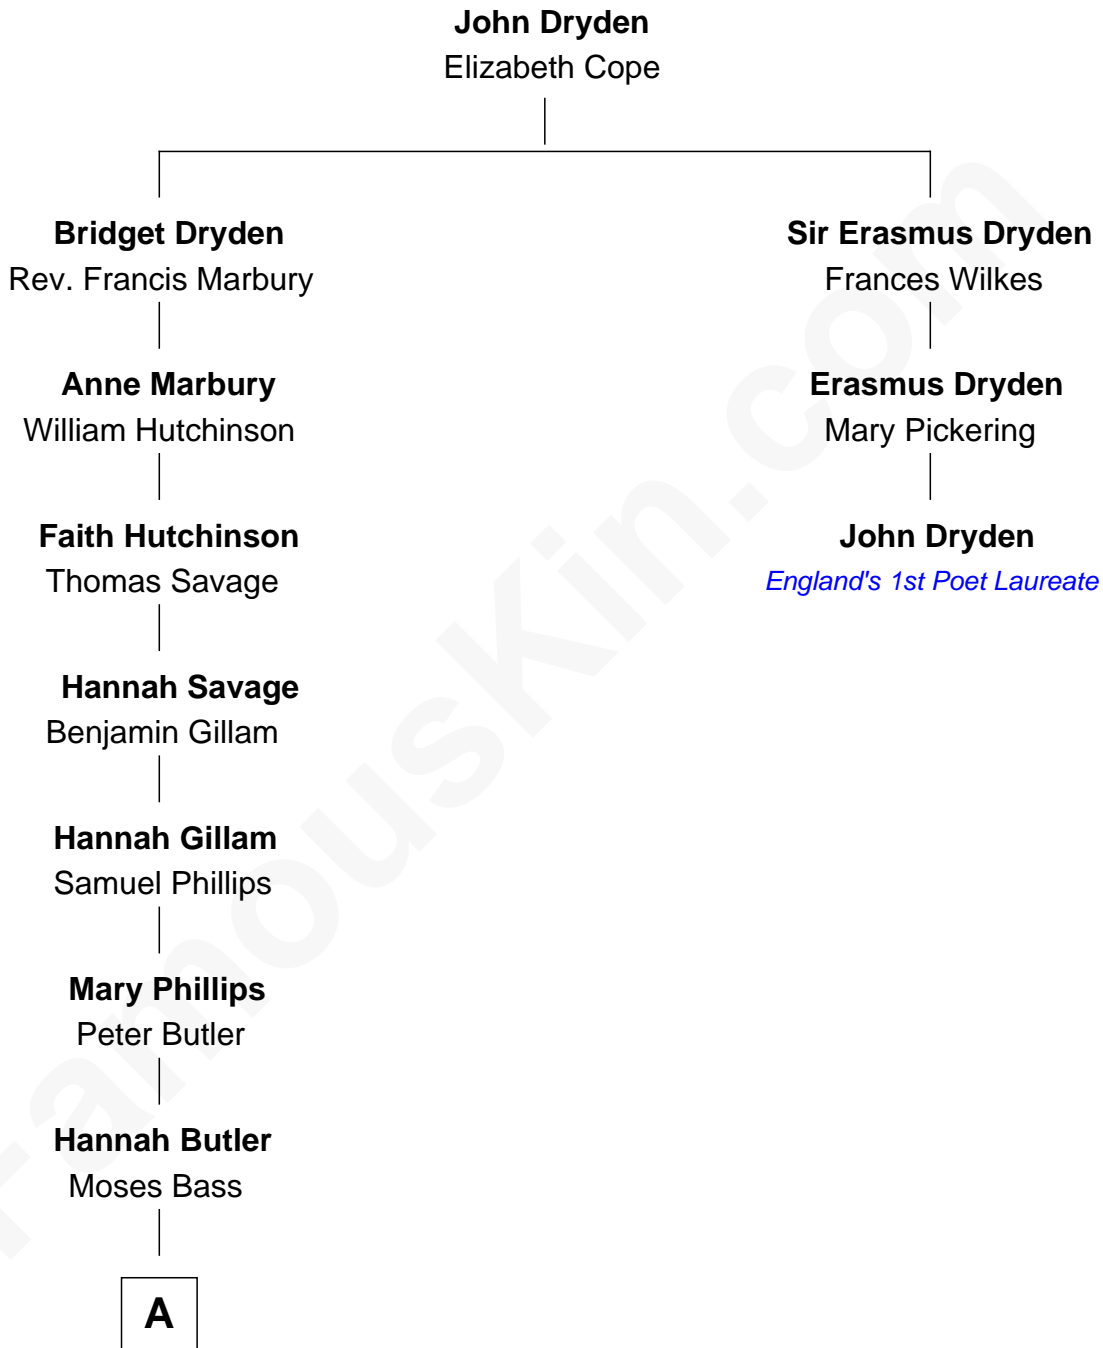 John Dryden
Elizabeth Cope
Bridget Dryden
Rev. Francis Marbury
Sir Erasmus Dryden
Frances Wilkes
Anne Marbury
William Hutchinson
Erasmus Dryden
Mary Pickering
Faith Hutchinson
Thomas Savage
John Dryden
England's 1st Poet Laureate
Hannah Savage
Benjamin Gillam
Hannah Gillam
Samuel Phillips
Mary Phillips
Peter Butler
Hannah Butler
Moses Bass
A
FamousKin.com